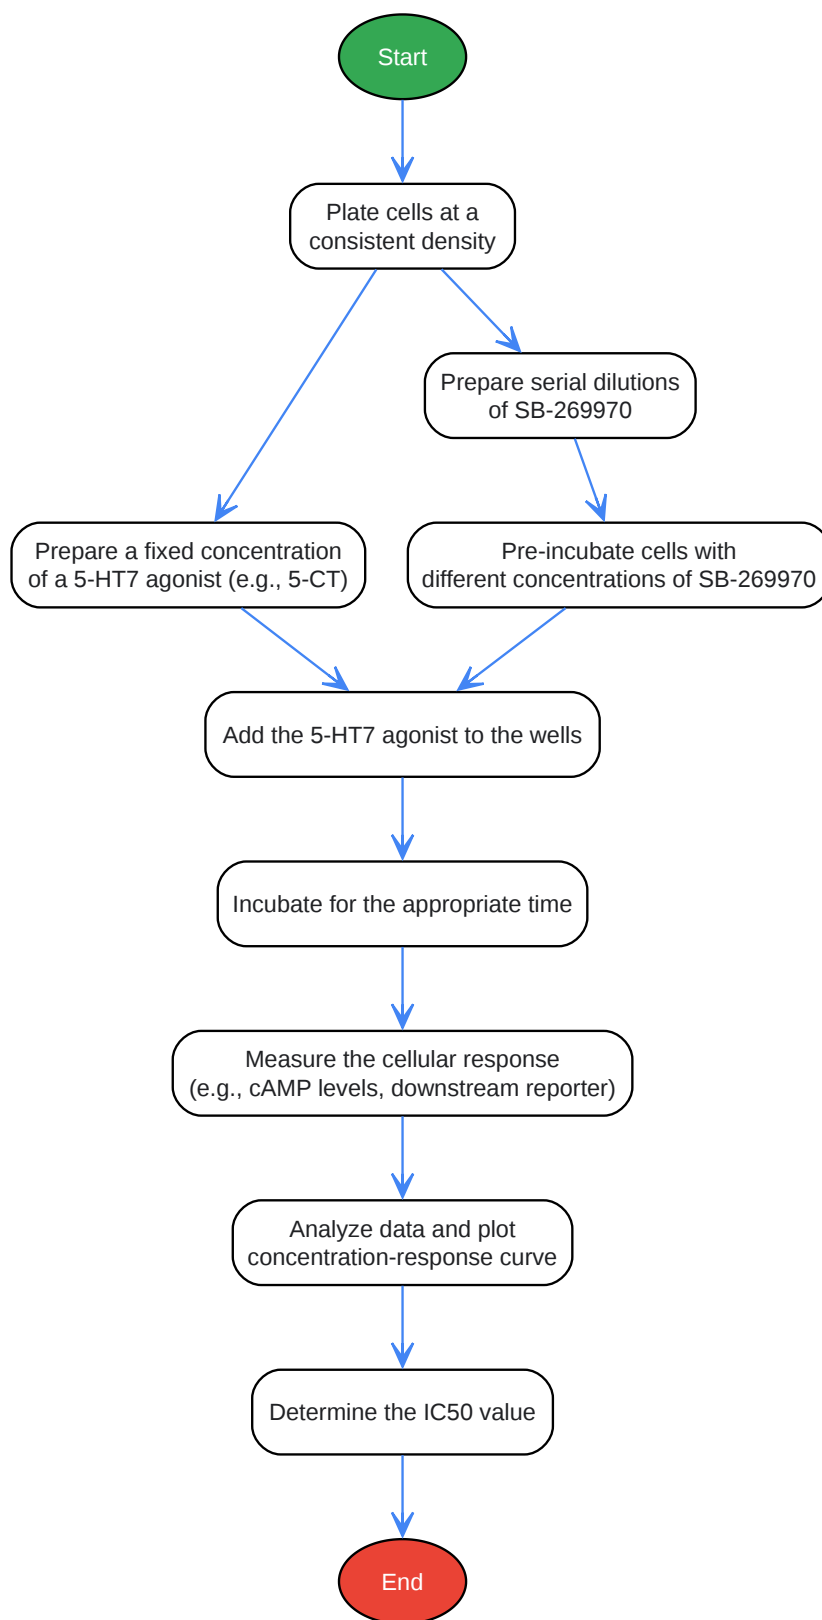 Start
Plate cells at a
consistent density
Prepare serial dilutions
of SB-269970
Prepare a fixed concentration
of a 5-HT7 agonist (e.g., 5-CT)
Pre-incubate cells with
different concentrations of SB-269970
Add the 5-HT7 agonist to the wells
Incubate for the appropriate time
Measure the cellular response
(e.g., cAMP levels, downstream reporter)
Analyze data and plot
concentration-response curve
Determine the IC50 value
End